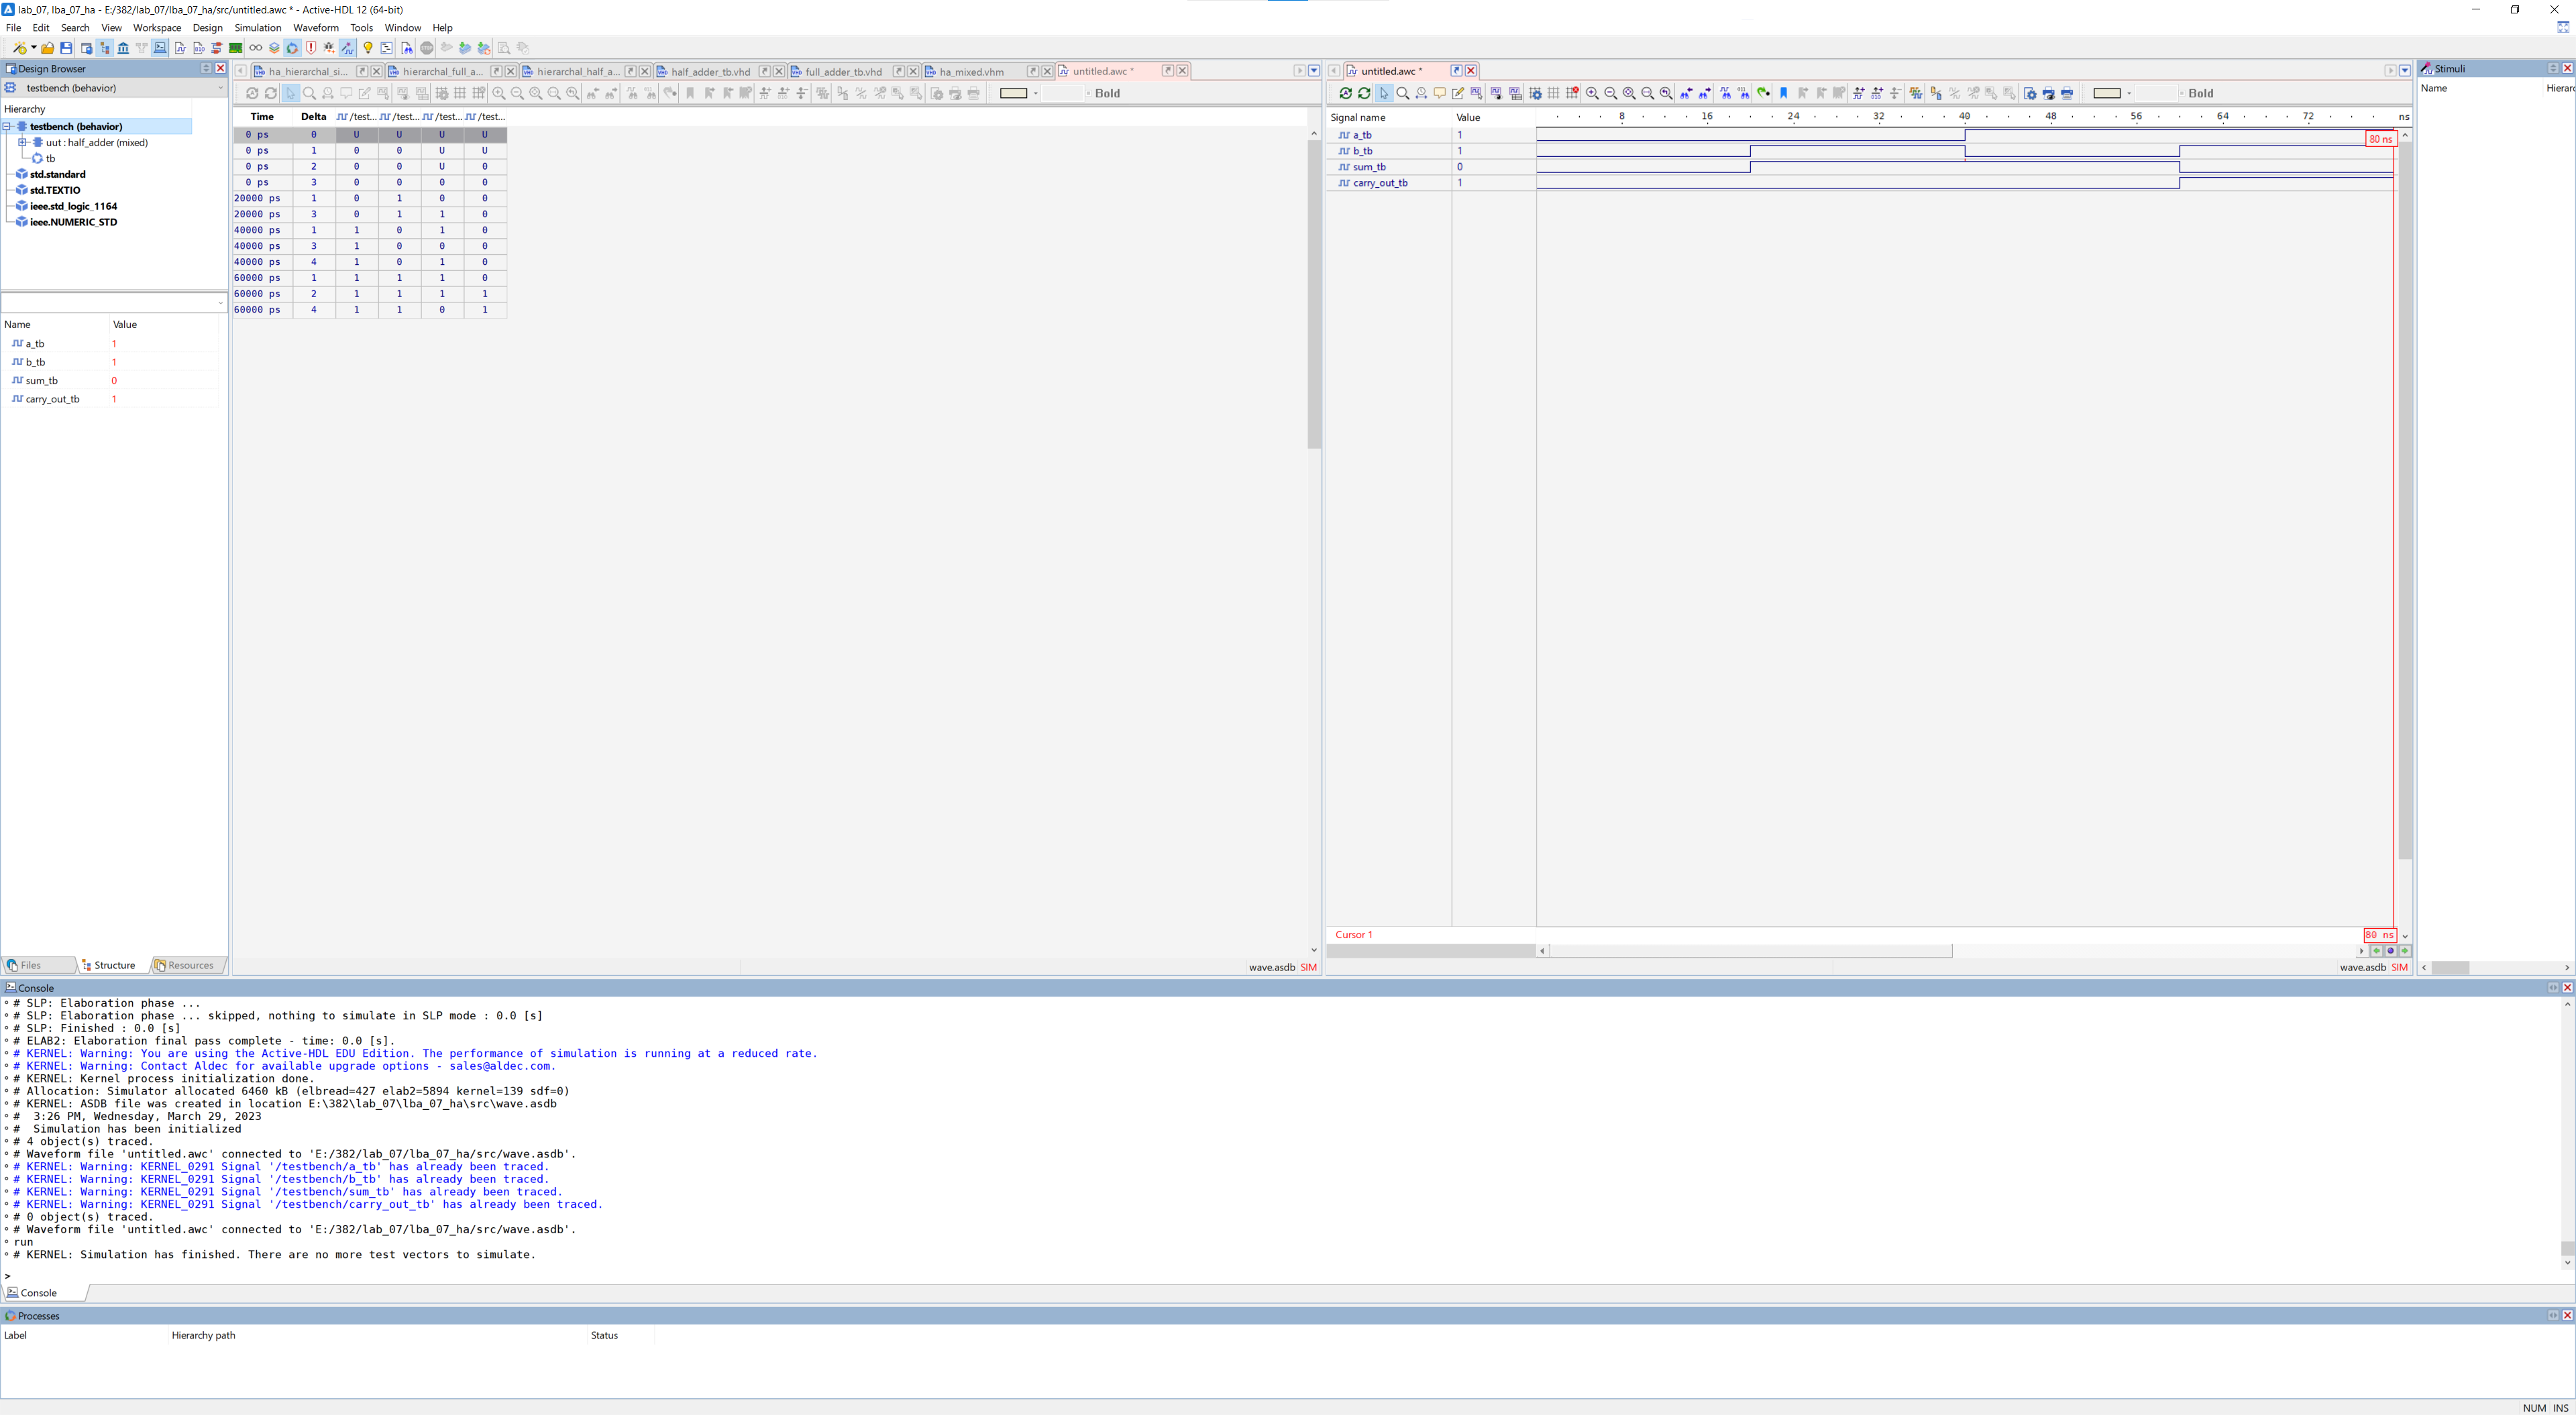 lab_07, lba_07_ha - E:/382/lab_07/lba_07_ha/src/untitled.awc * - Active-HDL 12 (64-bit)
File Edit Search View Workspace Design Simulation Waveform Tools Window Help
Design Browser
testbench (behavior)
Hierarchy
testbench (behavior)
uut : half_adder (mixed)
tb
std.standard
std.TEXTIO
ieee.std_logic_1164
ieee.NUMERIC_STD
Name Value
a_tb 1
b_tb 1
sum_tb 0
carry_out_tb 1
Files Structure Resources
ha_hierarchal_si... hierarchal_full_a... hierarchal_half_a... half_adder_tb.vhd full_adder_tb.vhd ha_mixed.vhm untitled.awc *
Bold
Time Delta /test... /test... /test... /test...
0 ps 0 U U U U
0 ps 1 0 0 U U
0 ps 2 0 0 U 0
0 ps 3 0 0 0 0
20000 ps 1 0 1 0 0
20000 ps 3 0 1 1 0
40000 ps 1 1 0 1 0
40000 ps 3 1 0 0 0
40000 ps 4 1 0 1 0
60000 ps 1 1 1 1 0
60000 ps 2 1 1 1 1
60000 ps 4 1 1 0 1
wave.asdb SIM
untitled.awc *
Bold
Signal name Value 8 16 24 32 40 48 56 64 72 ns
a_tb 1
80 ns
b_tb 1
sum_tb 0
carry_out_tb 1
Cursor 1 80 ns
wave.asdb SIM
Stimuli
Name Hierarc
Console
# SLP: Elaboration phase ...
# SLP: Elaboration phase ... skipped, nothing to simulate in SLP mode : 0.0 [s]
# SLP: Finished : 0.0 [s]
# ELAB2: Elaboration final pass complete - time: 0.0 [s].
# KERNEL: Warning: You are using the Active-HDL EDU Edition. The performance of simulation is running at a reduced rate.
# KERNEL: Warning: Contact Aldec for available upgrade options - sales@aldec.com.
# KERNEL: Kernel process initialization done.
# Allocation: Simulator allocated 6460 kB (elbread=427 elab2=5894 kernel=139 sdf=0)
# KERNEL: ASDB file was created in location E:\382\lab_07\lba_07_ha\src\wave.asdb
#  3:26 PM, Wednesday, March 29, 2023
#  Simulation has been initialized
# 4 object(s) traced.
# Waveform file 'untitled.awc' connected to 'E:/382/lab_07/lba_07_ha/src/wave.asdb'.
# KERNEL: Warning: KERNEL_0291 Signal '/testbench/a_tb' has already been traced.
# KERNEL: Warning: KERNEL_0291 Signal '/testbench/b_tb' has already been traced.
# KERNEL: Warning: KERNEL_0291 Signal '/testbench/sum_tb' has already been traced.
# KERNEL: Warning: KERNEL_0291 Signal '/testbench/carry_out_tb' has already been traced.
# 0 object(s) traced.
# Waveform file 'untitled.awc' connected to 'E:/382/lab_07/lba_07_ha/src/wave.asdb'.
run
# KERNEL: Simulation has finished. There are no more test vectors to simulate.
>
Console
Processes
Label Hierarchy path Status
NUM INS